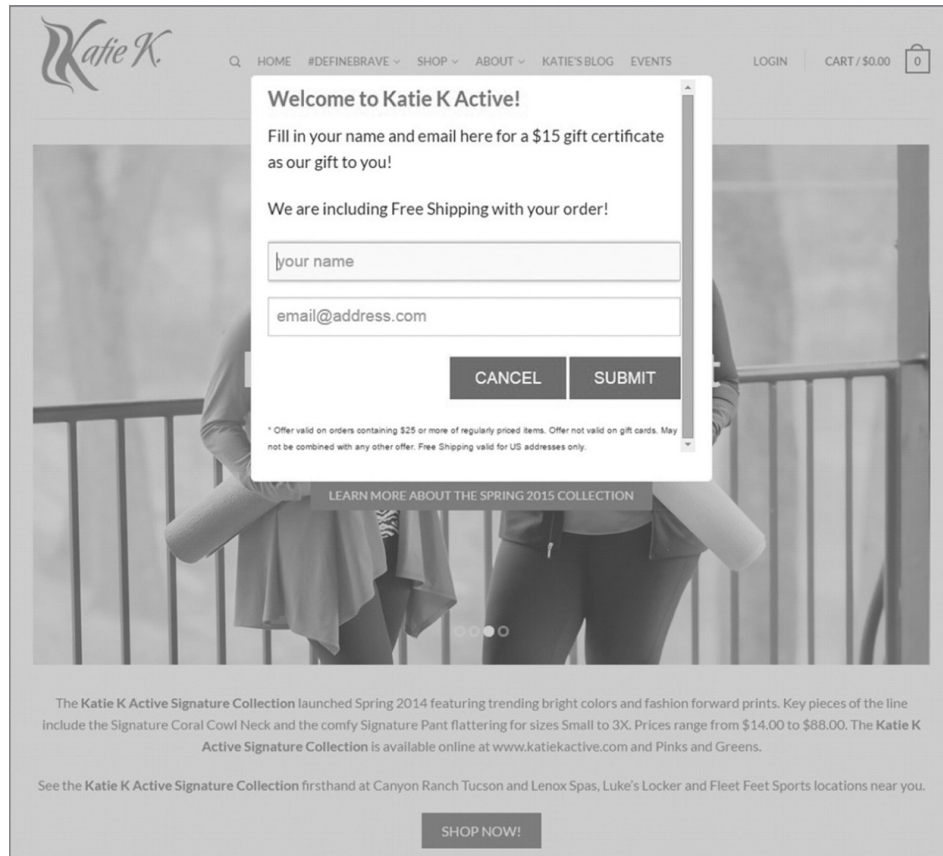 Katie K.
HOME #DEFINEBRAVE SHOP ABOUT KATIE'S BLOG EVENTS LOGIN CART / $0.00 0
Welcome to Katie K Active!
Fill in your name and email here for a $15 gift certificate
as our gift to you!
We are including Free Shipping with your order!
your name
email@address.com
CANCEL SUBMIT
* Offer valid on orders containing $25 or more of regularly priced items. Offer not valid on gift cards. May
not be combined with any other offer. Free Shipping valid for US addresses only.
LEARN MORE ABOUT THE SPRING 2015 COLLECTION
The Katie K Active Signature Collection launched Spring 2014 featuring trending bright colors and fashion forward prints. Key pieces of the line
include the Signature Coral Cowl Neck and the comfy Signature Pant flattering for sizes Small to 3X. Prices range from $14.00 to $88.00. The Katie K
Active Signature Collection is available online at www.katiekactive.com and Pinks and Greens.
See the Katie K Active Signature Collection firsthand at Canyon Ranch Tucson and Lenox Spas, Luke's Locker and Fleet Feet Sports locations near you.
SHOP NOW!